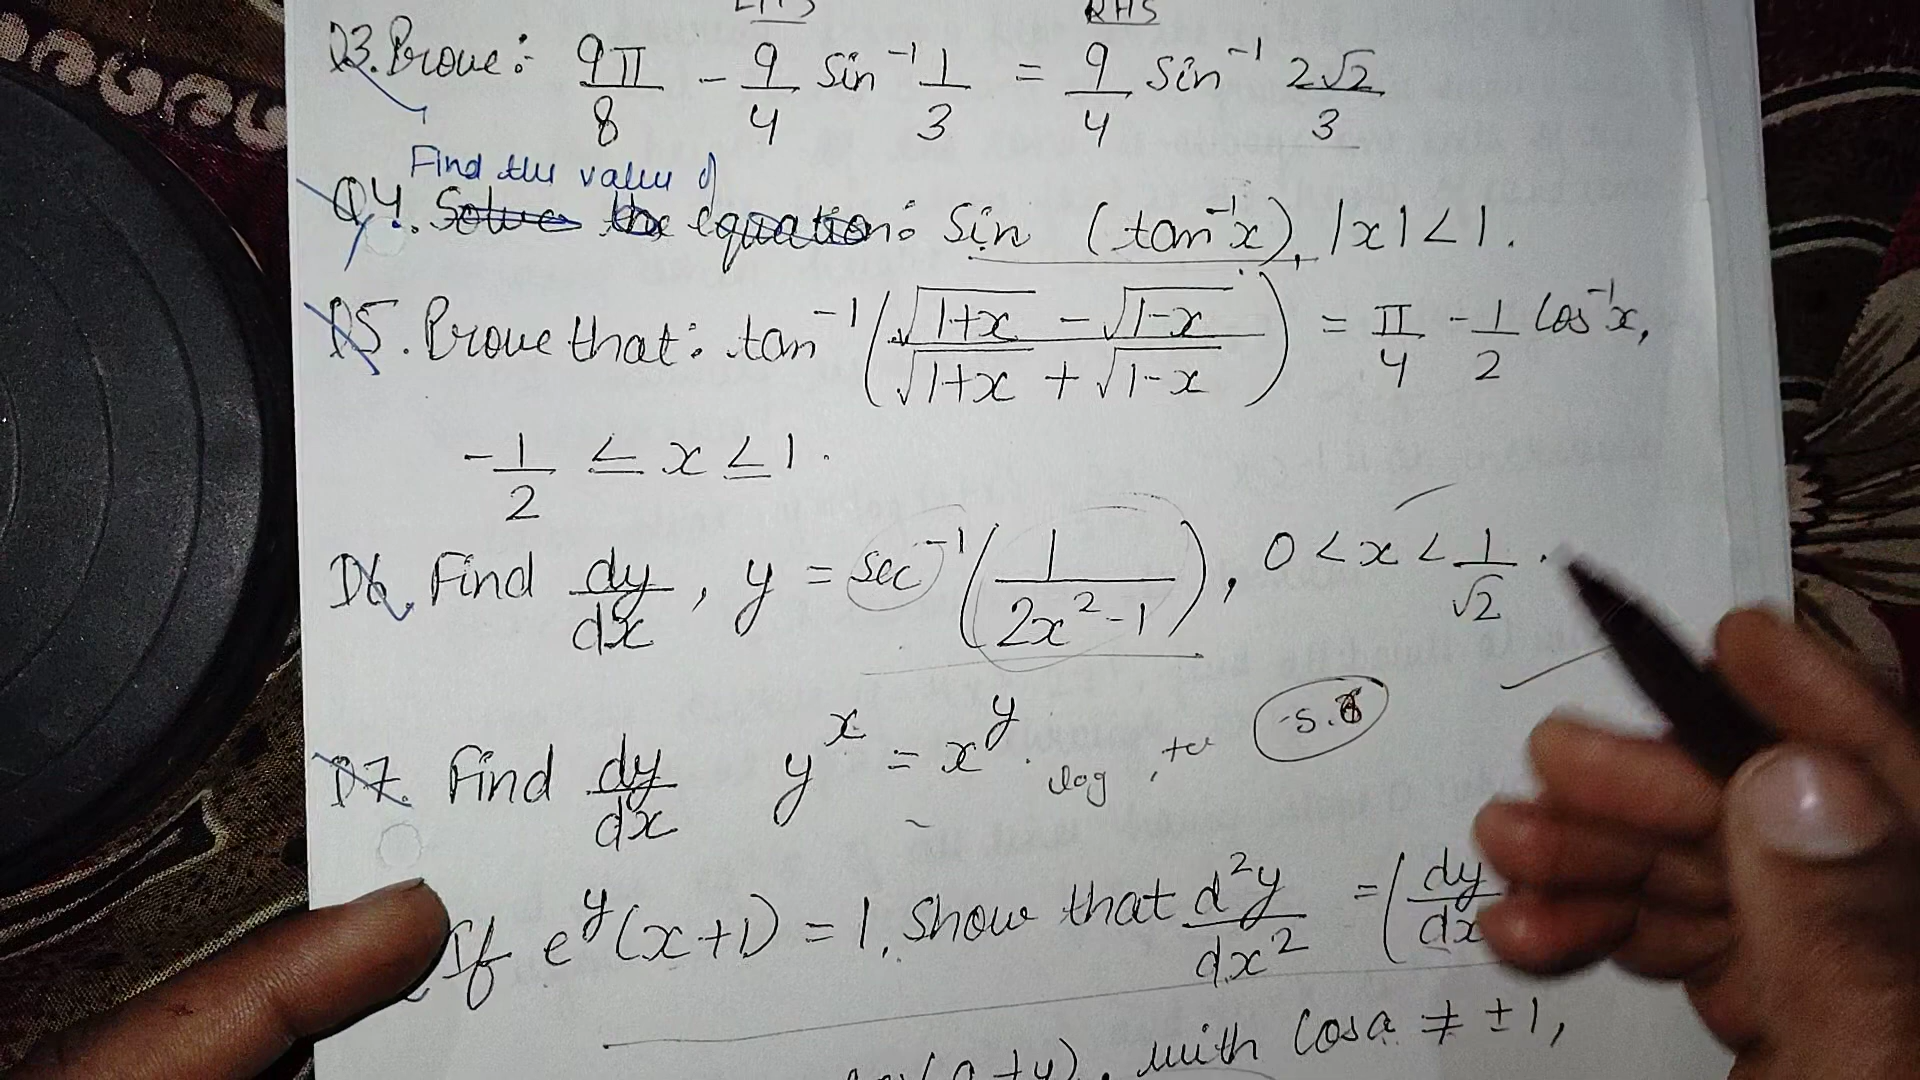 LHS RHS
Q3. Prove: 9π/8 - 9/4 sin⁻¹ 1/3 = 9/4 sin⁻¹ 2√2/3
Find the value of
Q4. Solve the equation: Sin (tan⁻¹x), |x| < 1.
Q5. Prove that: tan⁻¹ ((√1+x - √1-x)/(√1+x + √1-x)) = π/4 - 1/2 Cos⁻¹x,
-1/2 ≤ x ≤ 1.
Q6. Find dy/dx, y = sec⁻¹ (1/(2x²-1)), 0 < x < 1/√2.
Q7. Find dy/dx y^x = x^y. log
If e^y (x+1) = 1, Show that d²y/dx² = (dy/dx
(a+y), with Cos a ≠ ±1,